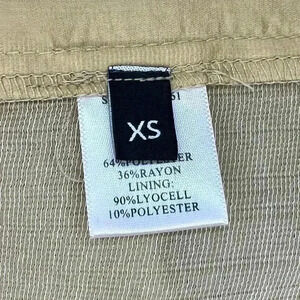 XS
64%POLYESTER
36%RAYON
LINING:
90%LYOCELL
10%POLYESTER